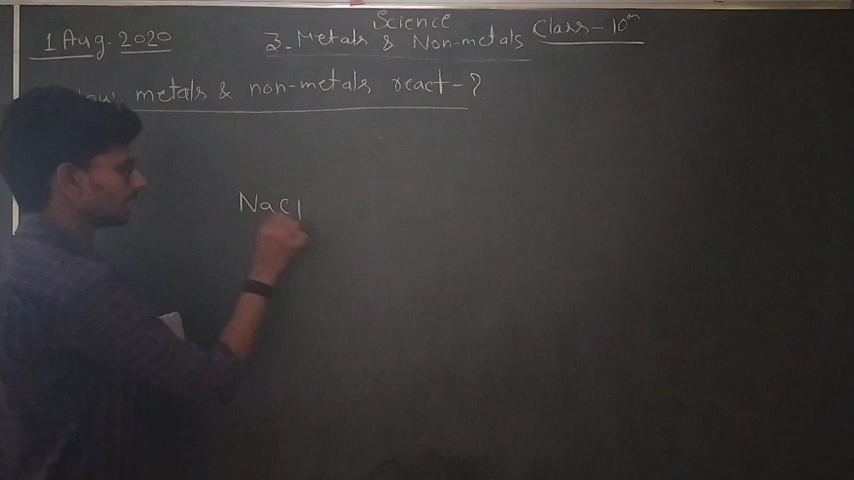 Science
1 Aug. 2020 3. Metals & Non-metals Class - 10th
metals & non-metals react - ?
NaCl